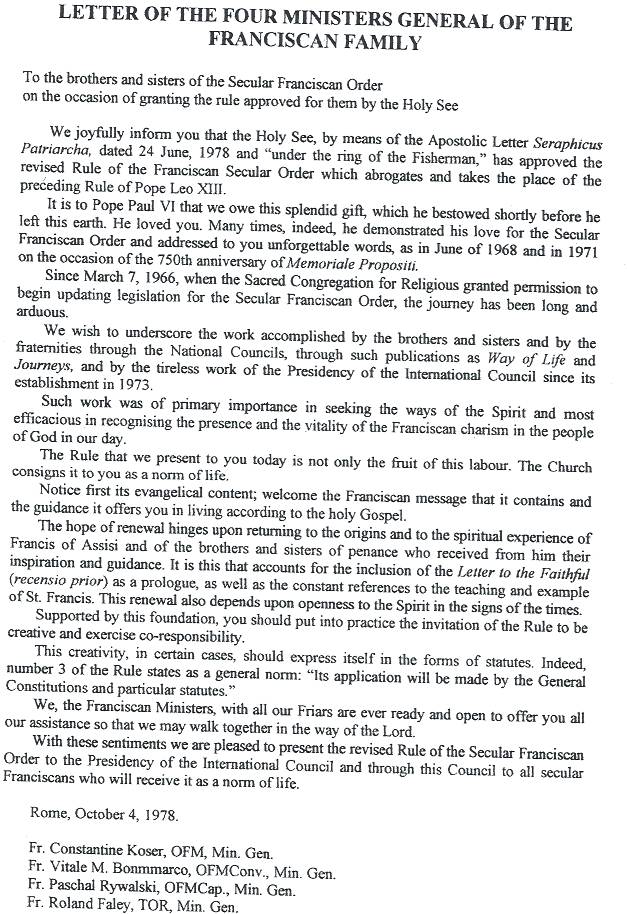 LETTER OF THE FOUR MINISTERS GENERAL OF THE
FRANCISCAN FAMILY
To the brothers and sisters of the Secular Franciscan Order
on the occasion of granting the rule approved for them by the Holy See
We joyfully inform you that the Holy See, by means of the Apostolic Letter Seraphicus
Patriarcha, dated 24 June, 1978 and “under the ring of the Fisherman,” has approved the
revised Rule of the Franciscan Secular Order which abrogates and takes the place of the
preceding Rule of Pope Leo XIII.
It is to Pope Paul VI that we owe this splendid gift, which he bestowed shortly before he
left this earth. He loved you. Many times, indeed, he demonstrated his love for the Secular
Franciscan Order and addressed to you unforgettable words, as in June of 1968 and in 1971
on the occasion of the 750th anniversary of Memoriale Propositi.
Since March 7, 1966, when the Sacred Congregation for Religious granted permission to
begin updating legislation for the Secular Franciscan Order, the journey has been long and
arduous.
We wish to underscore the work accomplished by the brothers and sisters and by the
fraternities through the National Councils, through such publications as Way of Life and
Journeys, and by the tireless work of the Presidency of the International Council since its
establishment in 1973.
Such work was of primary importance in seeking the ways of the Spirit and most
efficacious in recognising the presence and the vitality of the Franciscan charism in the people
of God in our day.
The Rule that we present to you today is not only the fruit of this labour. The Church
consigns it to you as a norm of life.
Notice first its evangelical content; welcome the Franciscan message that it contains and
the guidance it offers you in living according to the holy Gospel.
The hope of renewal hinges upon returning to the origins and to the spiritual experience of
Francis of Assisi and of the brothers and sisters of penance who received from him their
inspiration and guidance. It is this that accounts for the inclusion of the Letter to the Faithful
(recensio prior) as a prologue, as well as the constant references to the teaching and example
of St. Francis. This renewal also depends upon openness to the Spirit in the signs of the times.
Supported by this foundation, you should put into practice the invitation of the Rule to be
creative and exercise co-responsibility.
This creativity, in certain cases, should express itself in the forms of statutes. Indeed,
number 3 of the Rule states as a general norm: “Its application will be made by the General
Constitutions and particular statutes.”
We, the Franciscan Ministers, with all our Friars are ever ready and open to offer you all
our assistance so that we may walk together in the way of the Lord.
With these sentiments we are pleased to present the revised Rule of the Secular Franciscan
Order to the Presidency of the International Council and through this Council to all secular
Franciscans who will receive it as a norm of life.
Rome, October 4, 1978.
Fr. Constantine Koser, OFM, Min. Gen.
Fr. Vitale M. Bonmmarco, OFMConv., Min. Gen.
Fr. Paschal Rywalski, OFMCap., Min. Gen.
Fr. Roland Faley, TOR, Min. Gen.